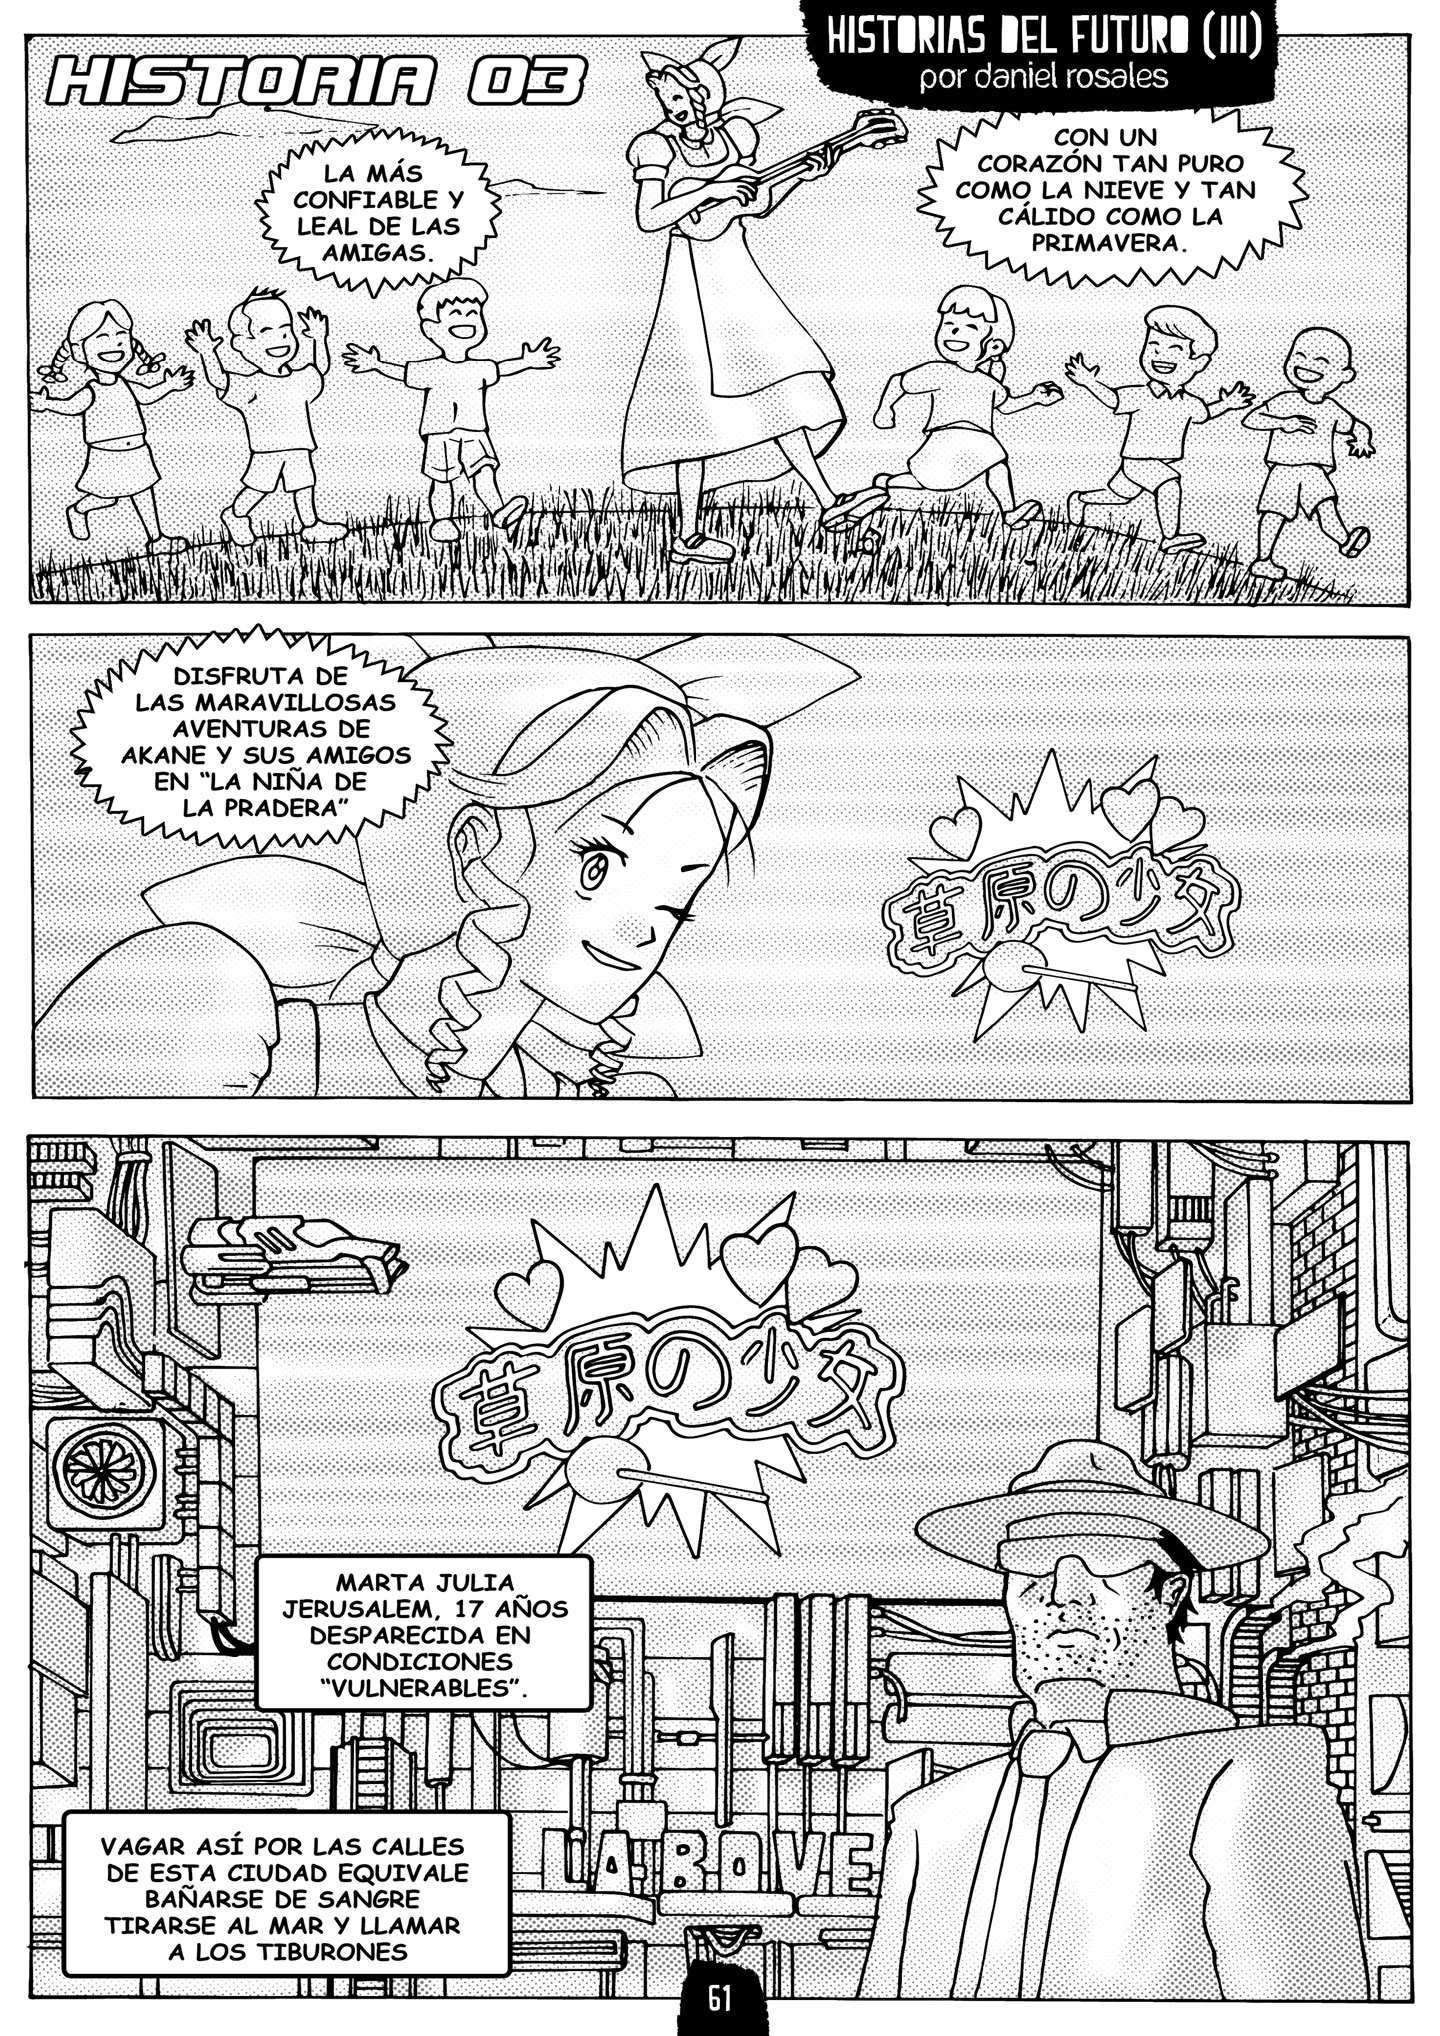 HISTORIAS DEL FUTURO (III)
por daniel rosales
HISTORIA 03
LA MÁS
CONFIABLE Y
LEAL DE LAS
AMIGAS.
CON UN
CORAZÓN TAN PURO
COMO LA NIEVE Y TAN
CÁLIDO COMO LA
PRIMAVERA.
DISFRUTA DE
LAS MARAVILLOSAS
AVENTURAS DE
AKANE Y SUS AMIGOS
EN “LA NIÑA DE
LA PRADERA”
草原の少女
草原の少女
MARTA JULIA
JERUSALEM, 17 AÑOS
DESPARECIDA EN
CONDICIONES
“VULNERABLES”.
VAGAR ASÍ POR LAS CALLES
DE ESTA CIUDAD EQUIVALE
BAÑARSE DE SANGRE
TIRARSE AL MAR Y LLAMAR
A LOS TIBURONES
LA BOVE
61